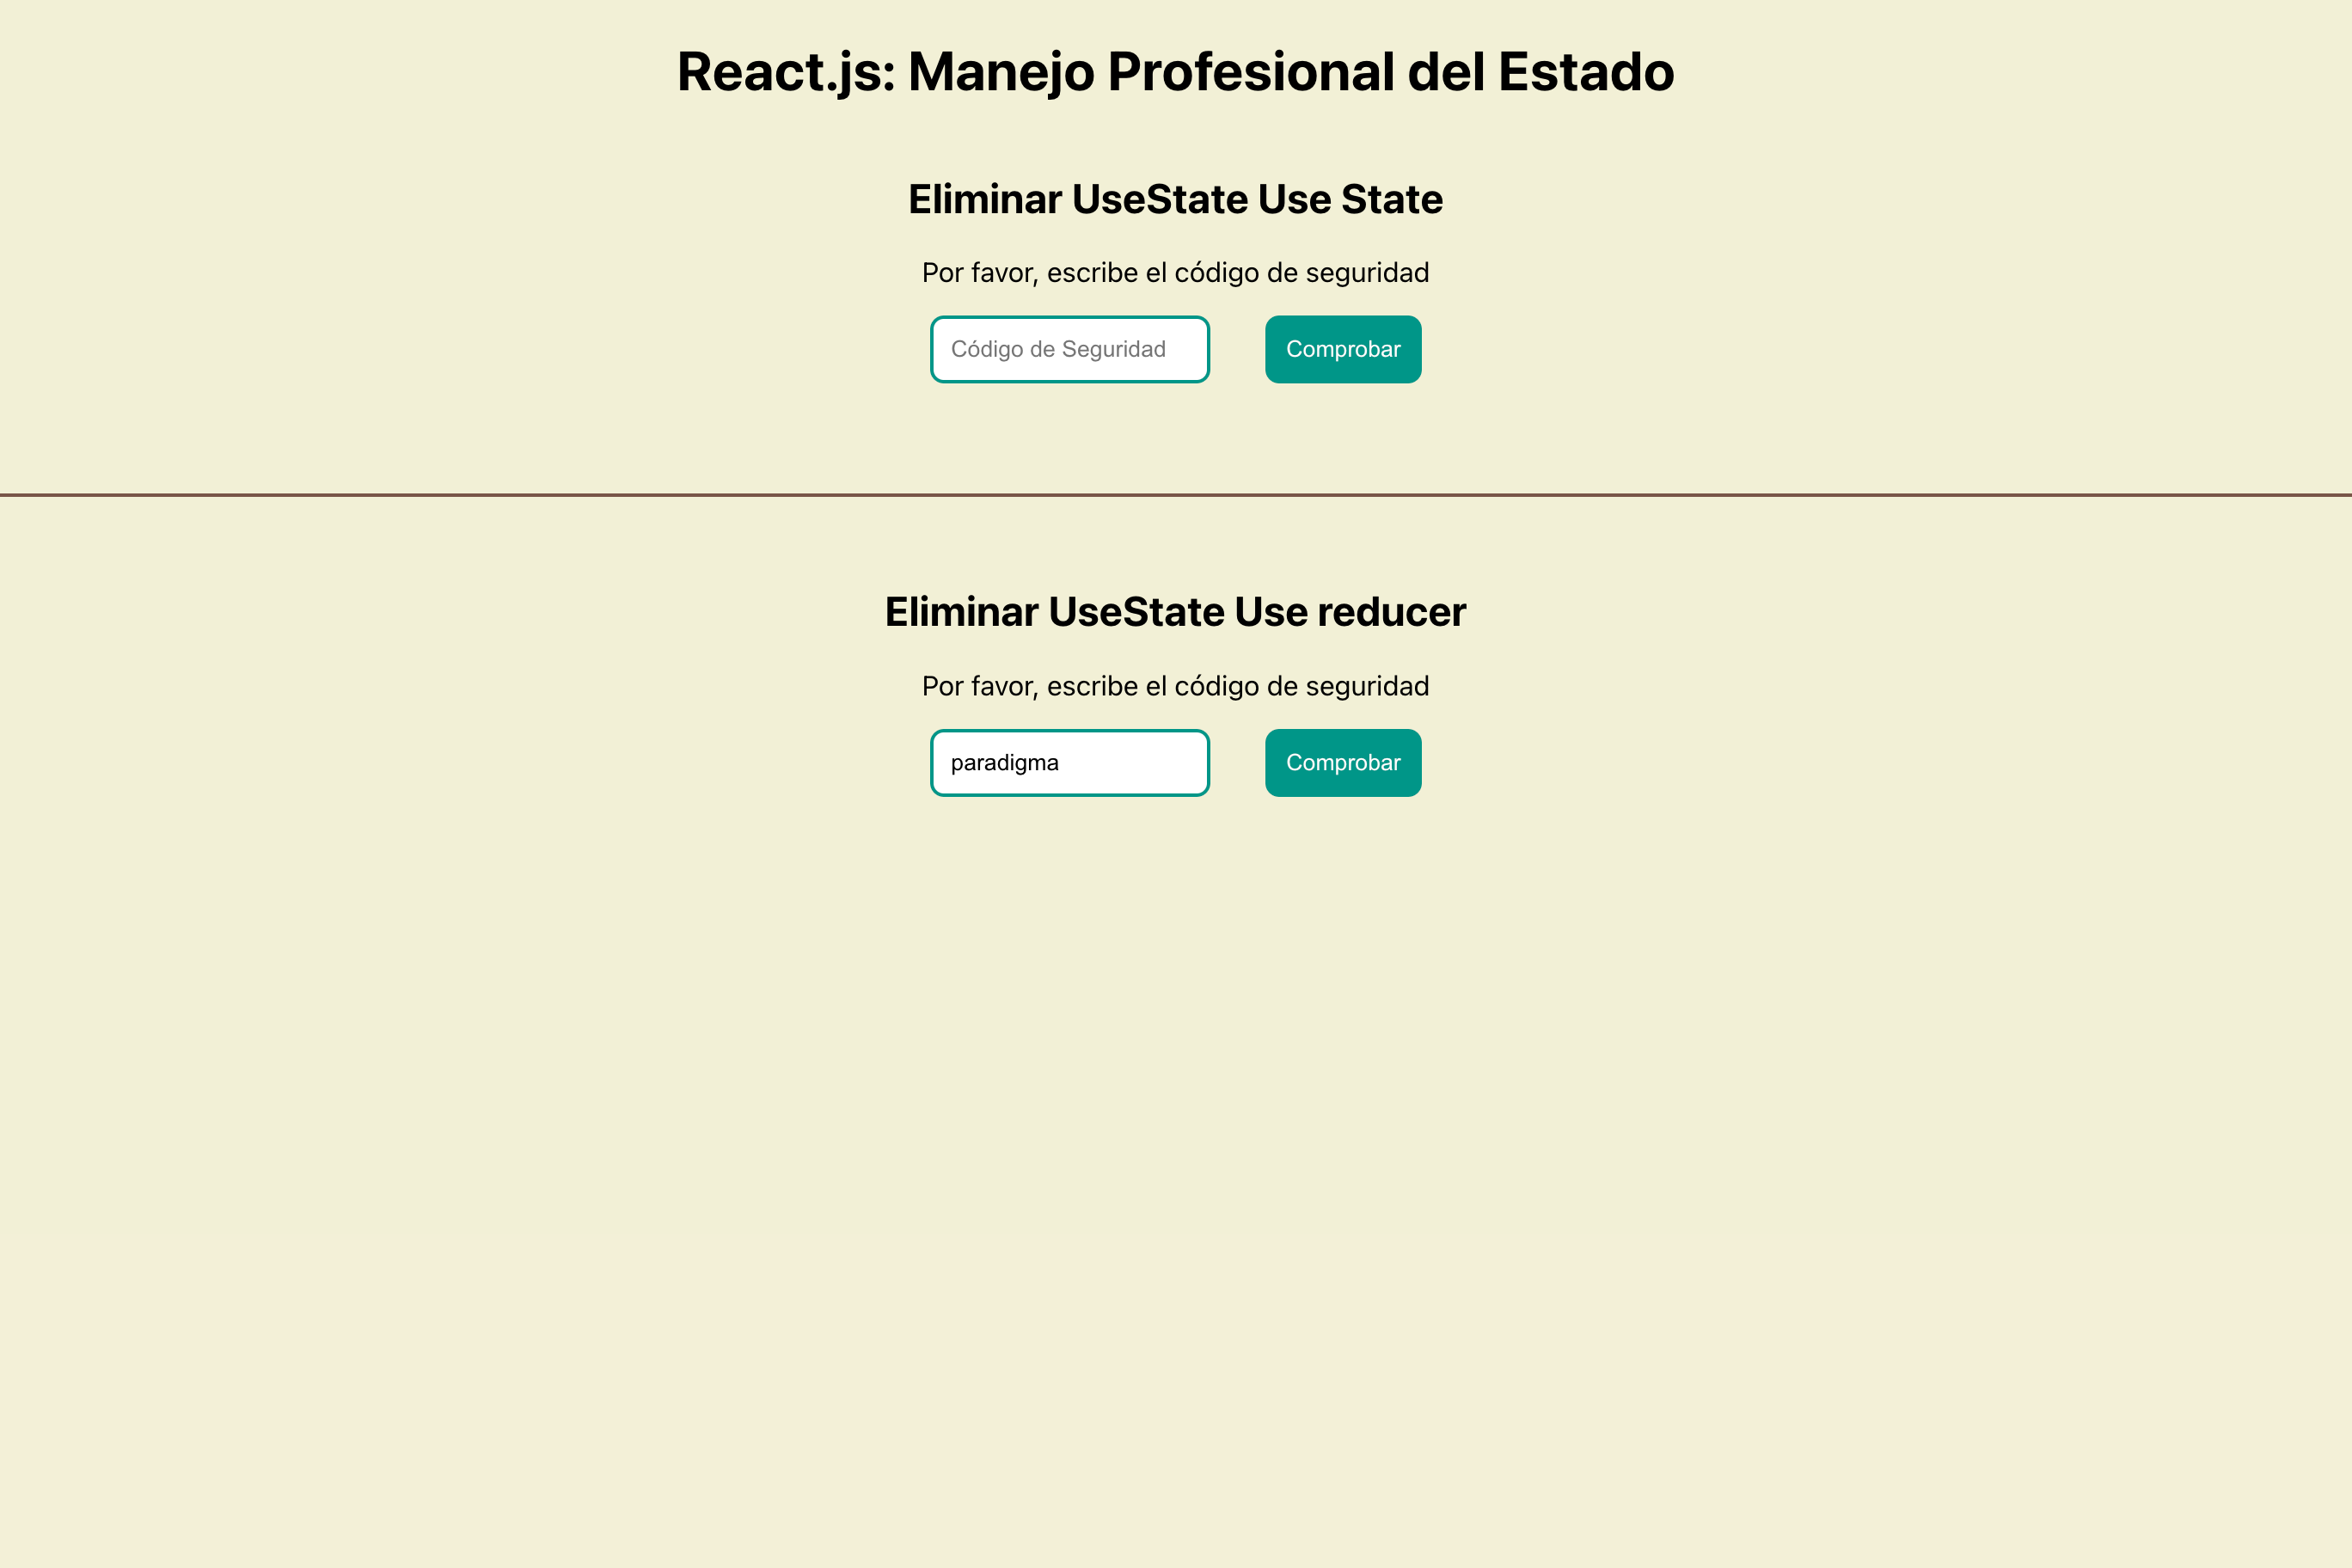 React.js: Manejo Profesional del Estado
Eliminar UseState Use State
Por favor, escribe el código de seguridad
Código de Seguridad
Comprobar
Eliminar UseState Use reducer
Por favor, escribe el código de seguridad
paradigma
Comprobar